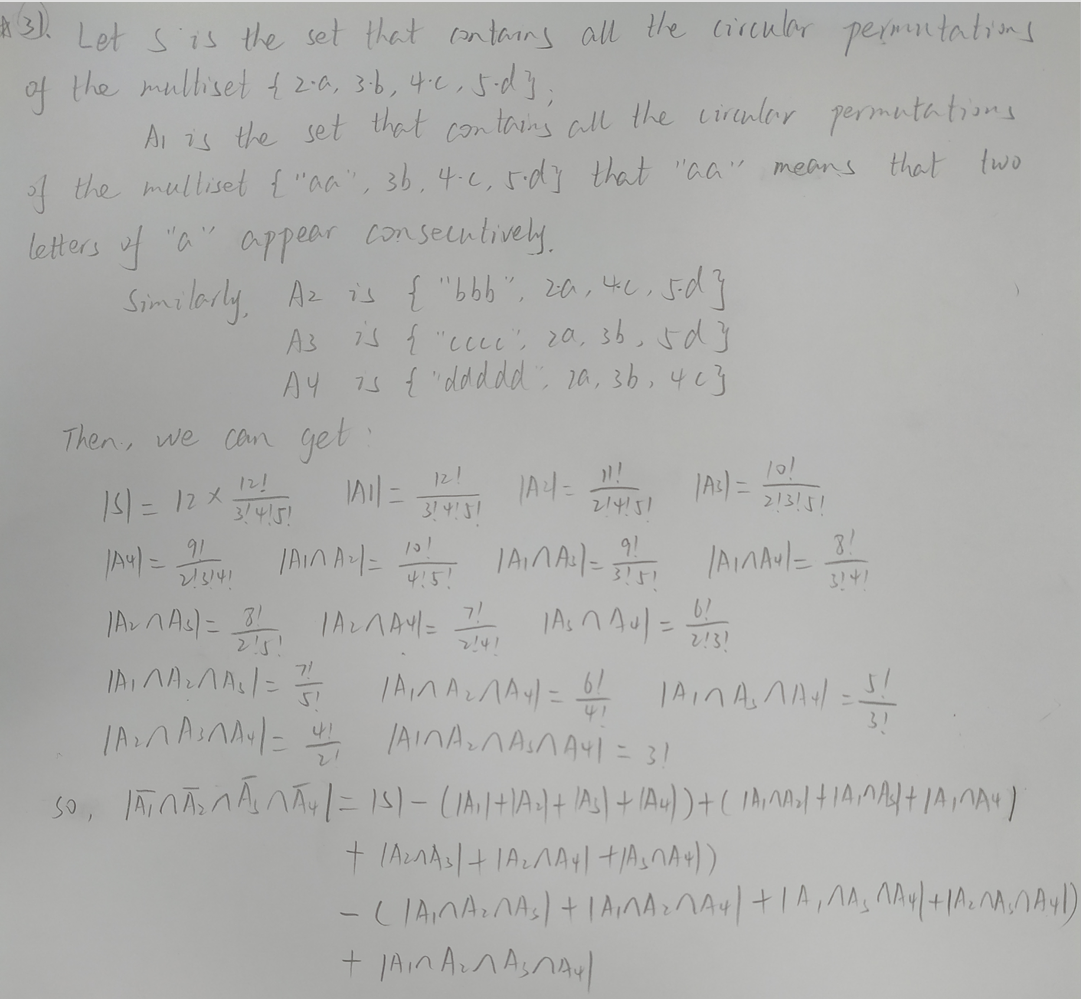 (3). Let S is the set that contains all the circular permutations
of the multiset { 2·a, 3·b, 4·c, 5·d };
A1 is the set that contains all the circular permutations
of the multiset { "aa", 3b, 4·c, 5·d } that "aa" means that two
letters of "a" appear consecutively.
Similarly, A2 is { "bbb", 2a, 4c, 5·d }
A3 is { "cccc", 2a, 3b, 5d }
A4 is { "ddddd", 2a, 3b, 4c }
Then, we can get :
|S| = 12 × 12!/3!4!5! |A1| = 12!/3!4!5! |A2| = 11!/2!4!5! |A3| = 10!/2!3!5!
|A4| = 9!/2!3!4! |A1∩A2| = 10!/4!5! |A1∩A3| = 9!/3!5! |A1∩A4| = 8!/3!4!
|A2∩A3| = 8!/2!5! |A2∩A4| = 7!/2!4! |A3∩A4| = 6!/2!3!
|A1∩A2∩A3| = 7!/5! |A1∩A2∩A4| = 6!/4! |A1∩A3∩A4| = 5!/3!
|A2∩A3∩A4| = 4!/2! |A1∩A2∩A3∩A4| = 3!
so, |A̅1∩A̅2∩A̅3∩A̅4| = |S| - (|A1|+|A2|+|A3|+|A4|) + ( |A1∩A2|+|A1∩A3|+|A1∩A4|
+ |A2∩A3|+|A2∩A4|+|A3∩A4|)
- ( |A1∩A2∩A3|+|A1∩A2∩A4|+|A1∩A3∩A4|+|A2∩A3∩A4|)
+ |A1∩A2∩A3∩A4|